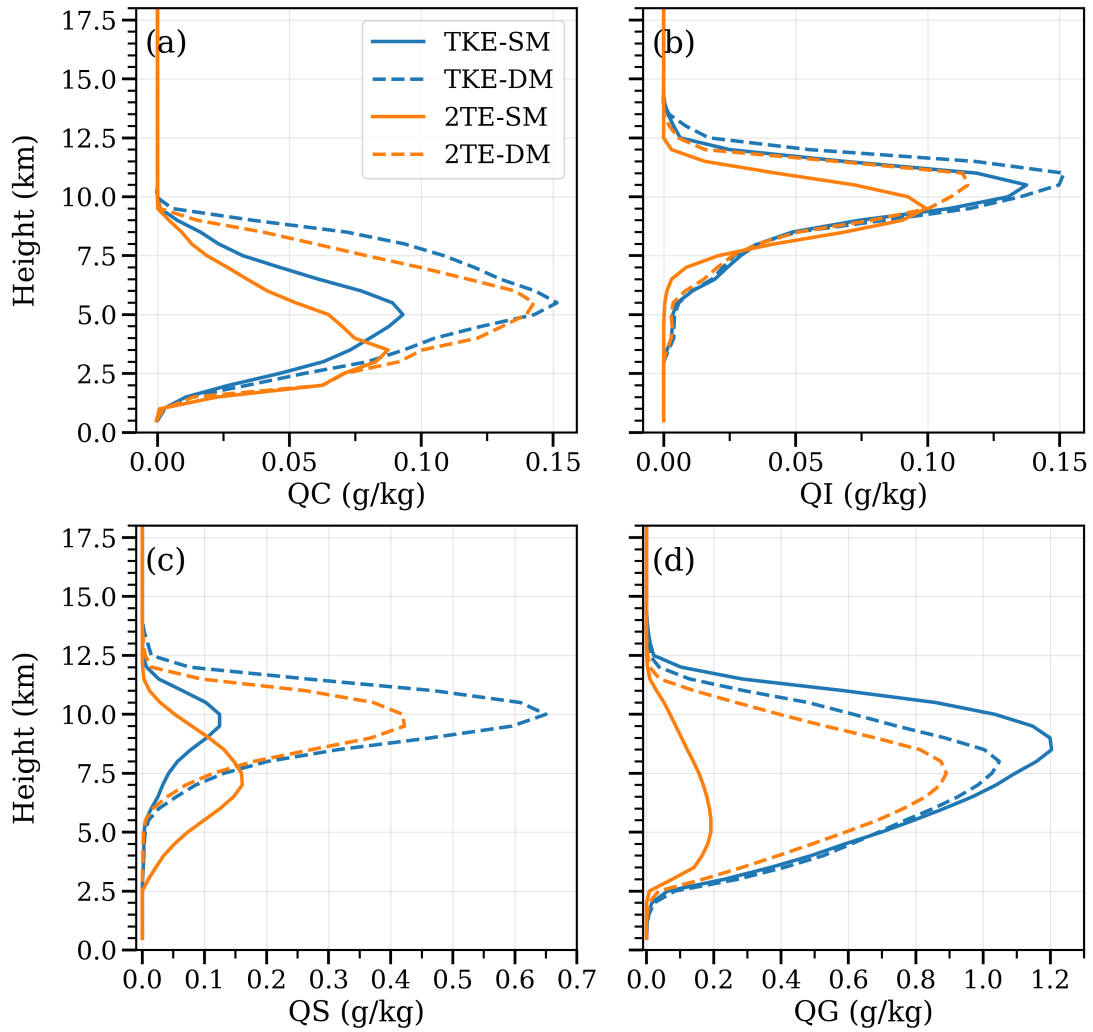 (a)
TKE-SM
TKE-DM
2TE-SM
2TE-DM
17.5
15.0
12.5
10.0
7.5
5.0
2.5
0.0
Height (km)
0.00 0.05 0.10 0.15
QC (g/kg)
(b)
0.00 0.05 0.10 0.15
QI (g/kg)
(c)
17.5
15.0
12.5
10.0
7.5
5.0
2.5
0.0
Height (km)
0.0 0.1 0.2 0.3 0.4 0.5 0.6 0.7
QS (g/kg)
(d)
0.0 0.2 0.4 0.6 0.8 1.0 1.2
QG (g/kg)